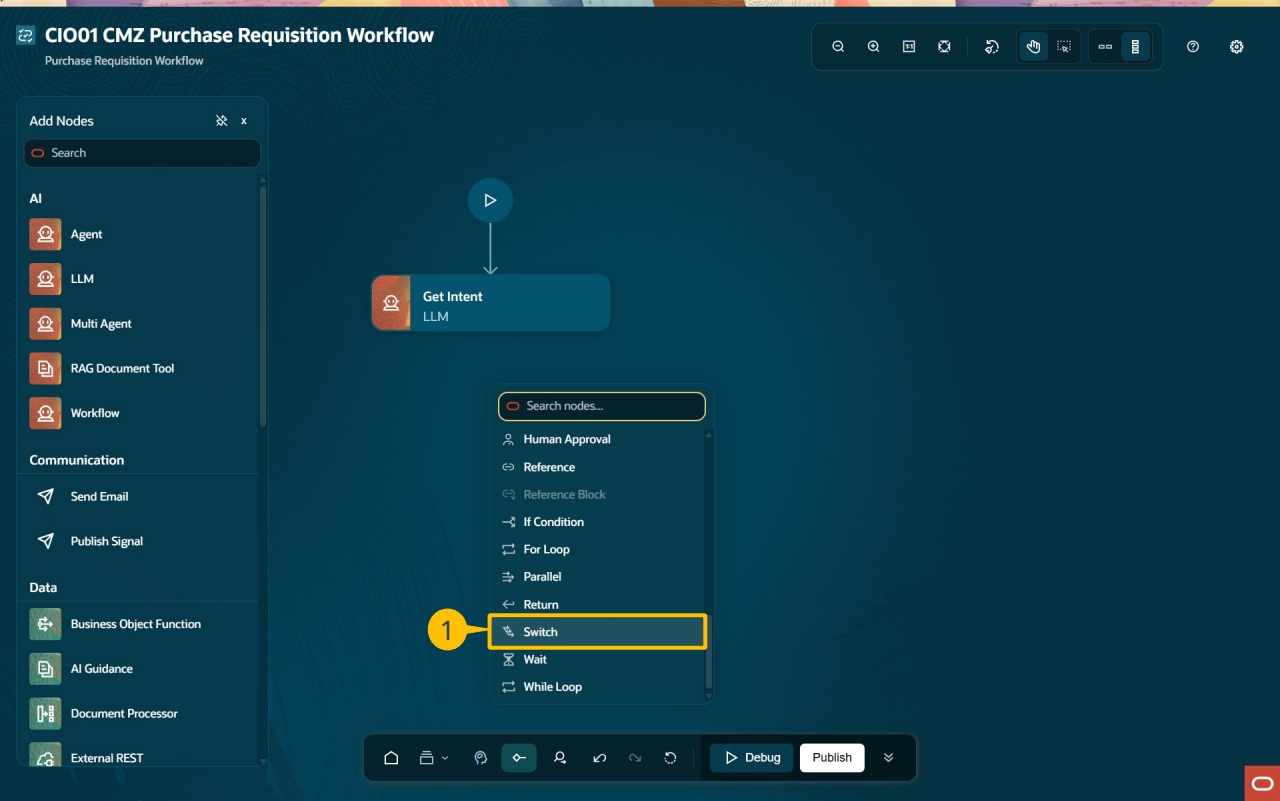 CIO01 CMZ Purchase Requisition Workflow
Purchase Requisition Workflow
1:1
Add Nodes
x
Search
AI
Agent
LLM
Multi Agent
RAG Document Tool
Workflow
Communication
Send Email
Publish Signal
Data
Business Object Function
AI Guidance
Document Processor
External REST
Get Intent
LLM
Search nodes...
Human Approval
Reference
Reference Block
If Condition
For Loop
Parallel
Return
1
Switch
Wait
While Loop
Debug
Publish